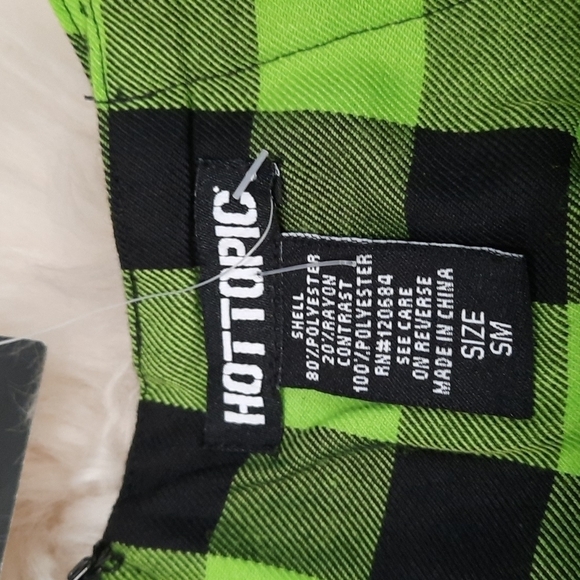 HOTTOPIC
SHELL
80%POLYESTER
20%RAYON
CONTRAST
100%POLYESTER
RN#120684
SEE CARE
ON REVERSE
MADE IN CHINA
SIZE
SM